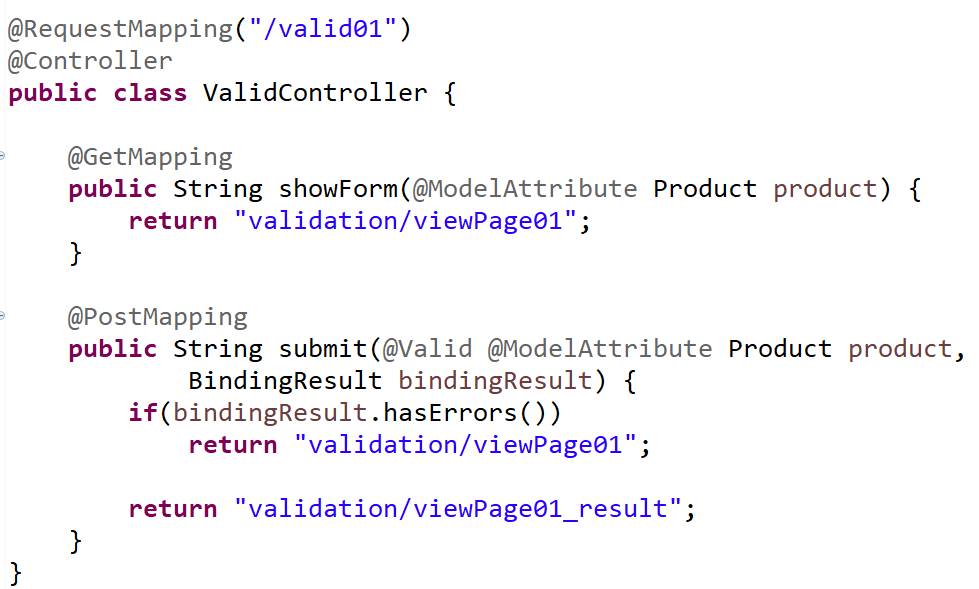 @RequestMapping("/valid01")
@Controller
public class ValidController {
@GetMapping
public String showForm(@ModelAttribute Product product) {
return "validation/viewPage01";
}
@PostMapping
public String submit(@Valid @ModelAttribute Product product,
BindingResult bindingResult) {
if(bindingResult.hasErrors())
return "validation/viewPage01";
return "validation/viewPage01_result";
}
}